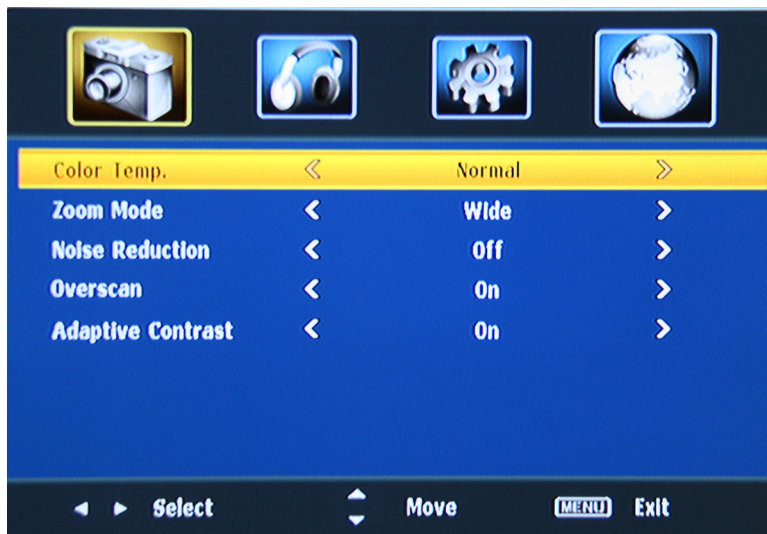 Color Temp. Normal
Zoom Mode Wide
Noise Reduction Off
Overscan On
Adaptive Contrast On
Select Move MENU Exit